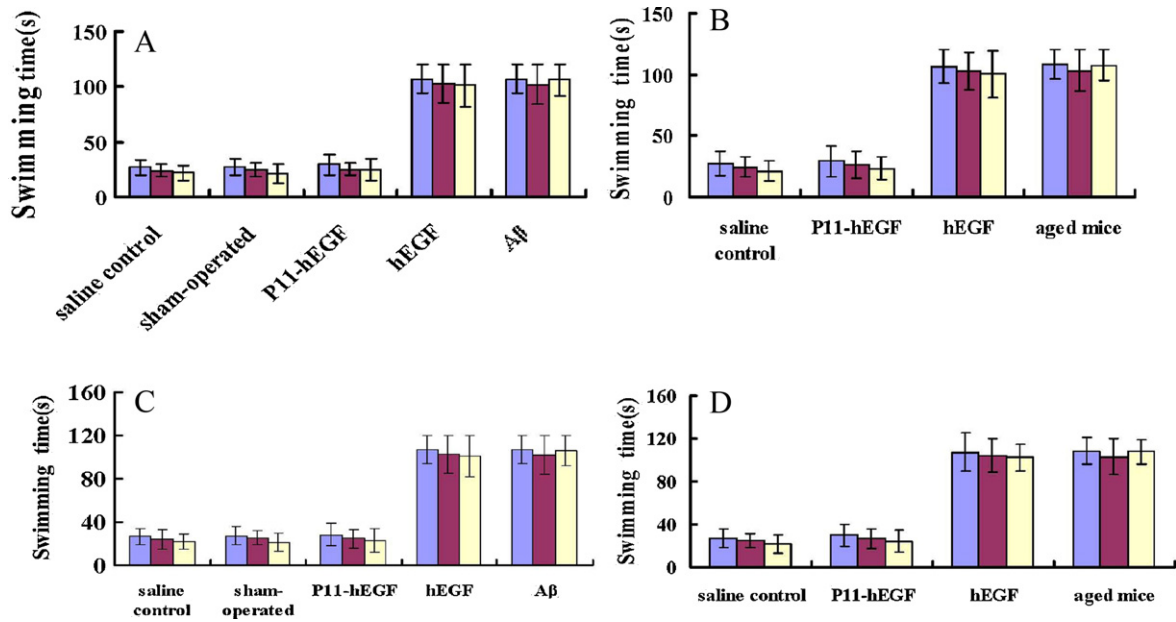 A
Swimming time(s)
150
100
50
0
saline control
sham-operated
P11-hEGF
hEGF
Aβ
B
Swimming time(s)
150
100
50
0
saline
control
P11-hEGF
hEGF
aged mice
C
Swimming time(s)
160
120
80
40
0
saline
control
sham-
operated
P11-hEGF
hEGF
Aβ
D
Swimming time(s)
160
120
80
40
0
saline control
P11-hEGF
hEGF
aged mice